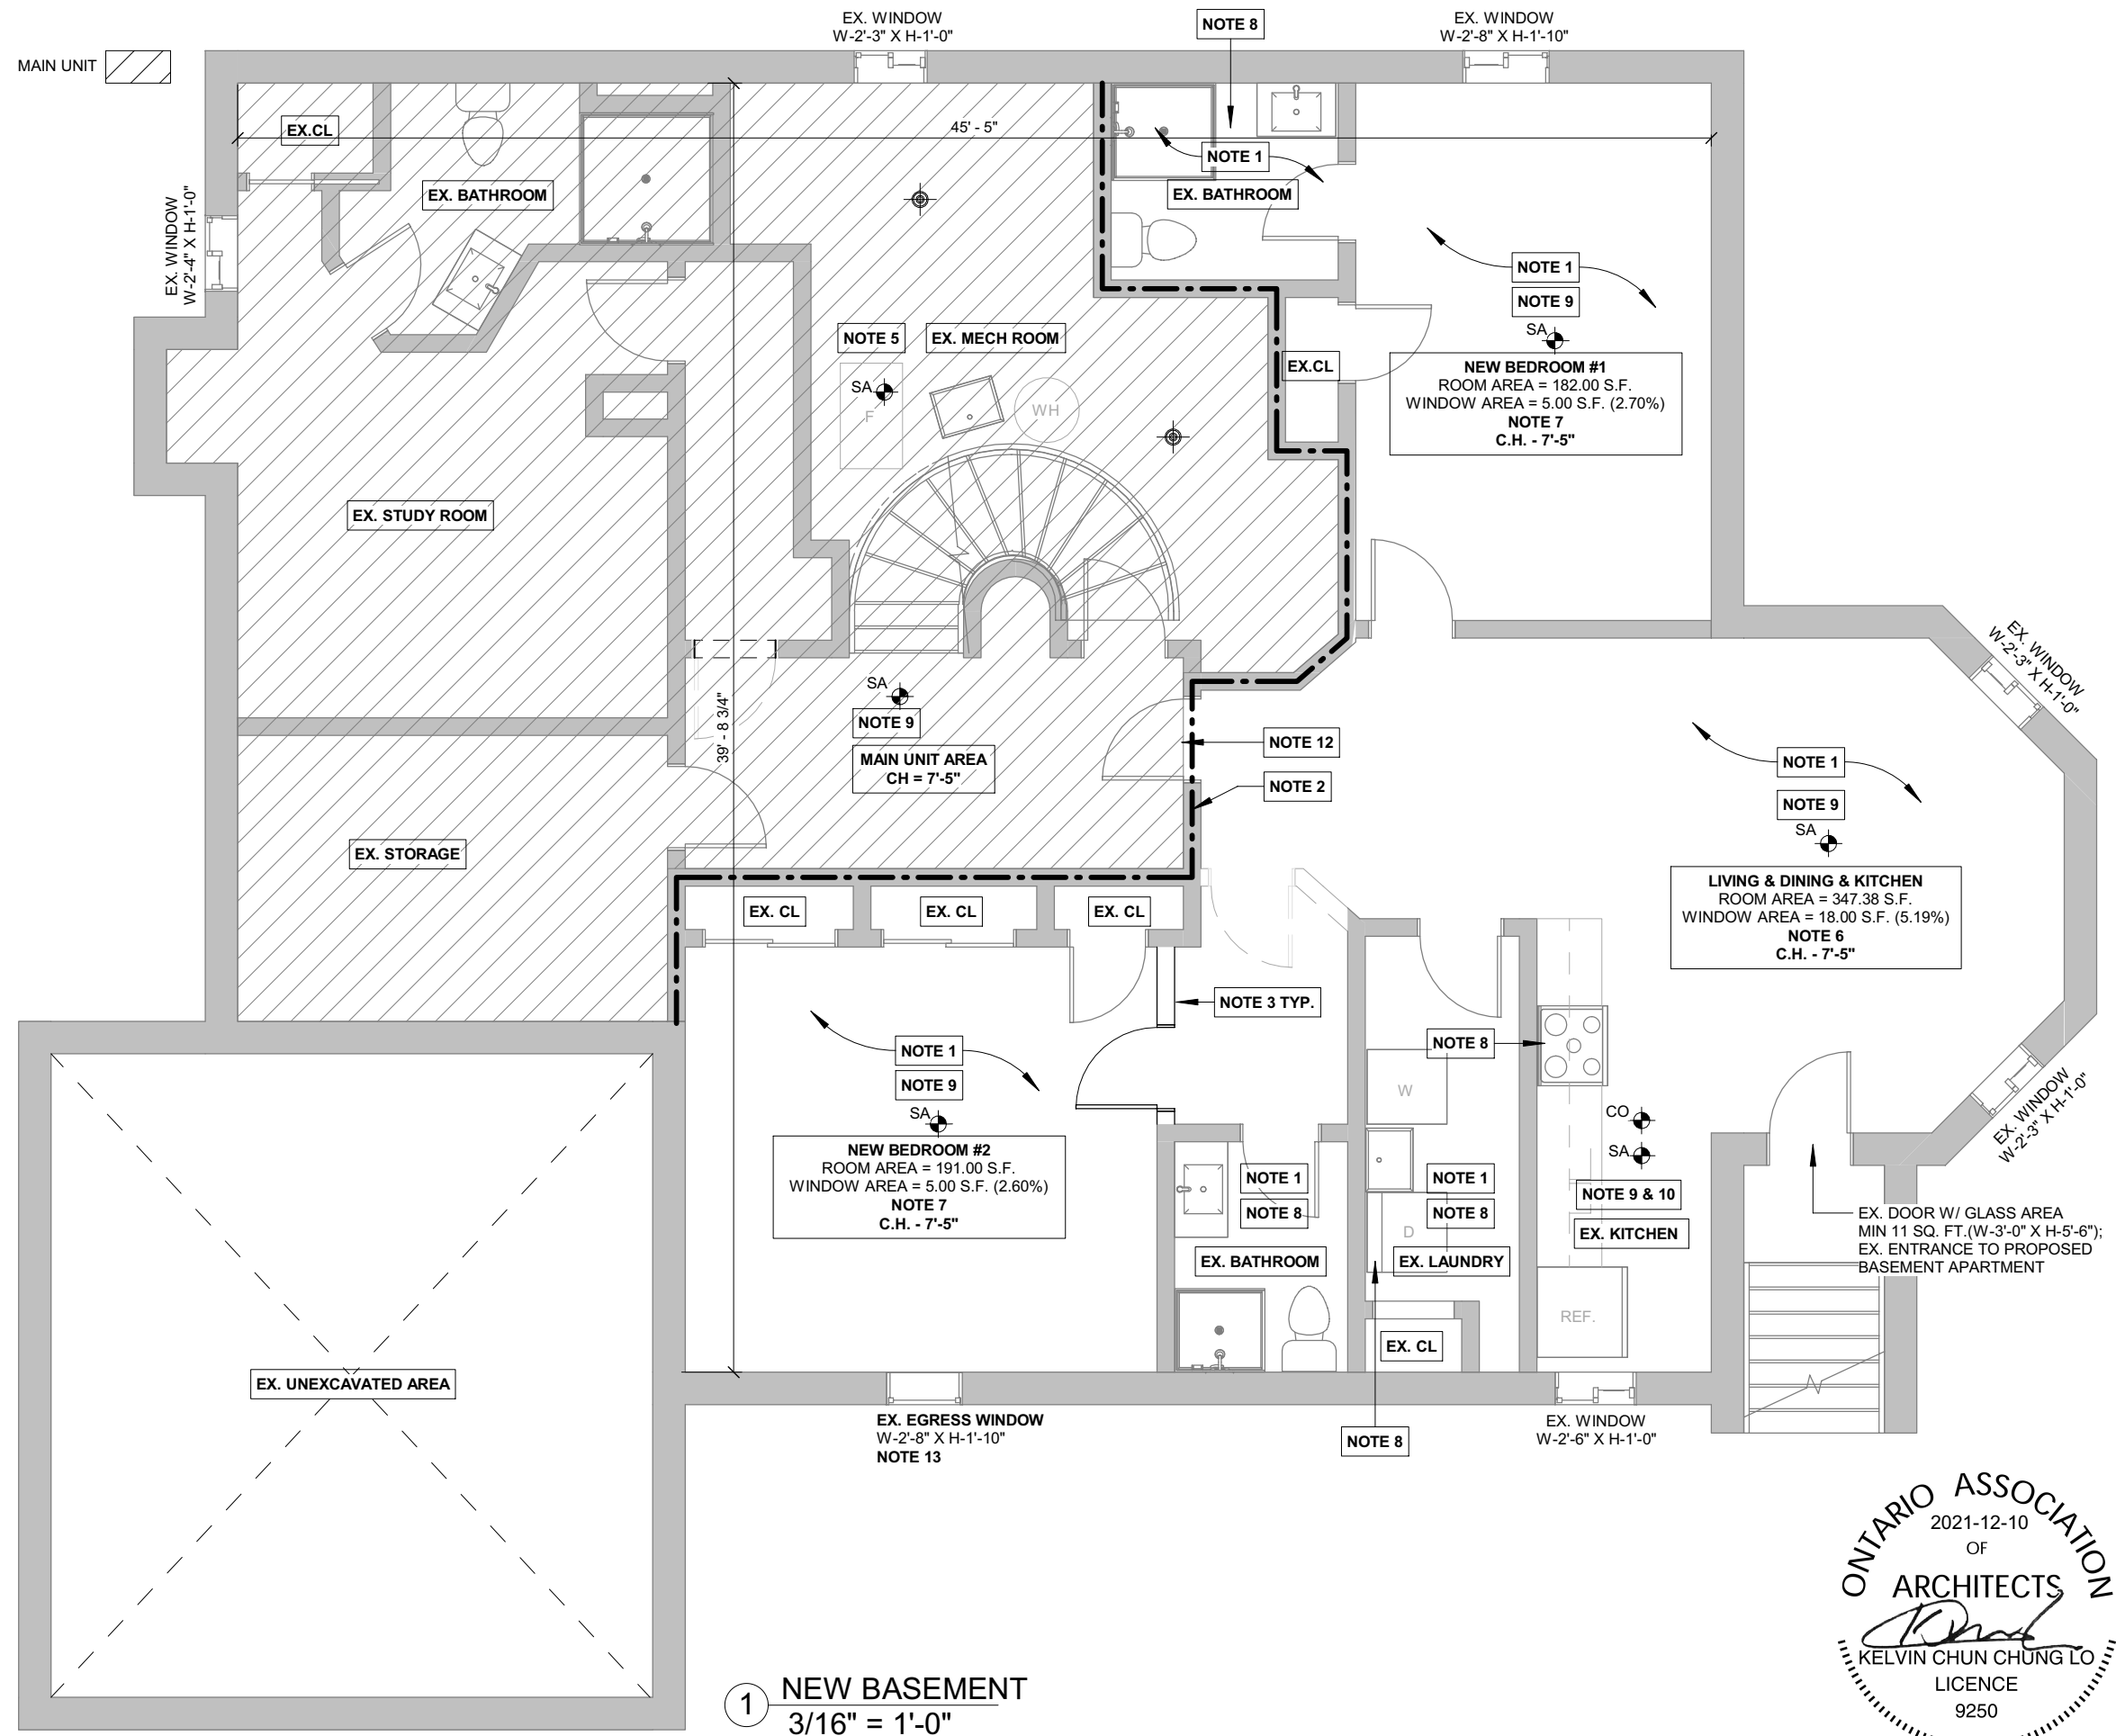 MAIN UNIT
EX. WINDOW
W-2'-3" X H-1'-0"
NOTE 8
EX. WINDOW
W-2'-8" X H-1'-10"
EX.CL
45' - 5"
NOTE 1
EX. BATHROOM
EX. BATHROOM
EX. WINDOW
W-2'-4" X H-1'-0"
NOTE 1
NOTE 9
SA
NEW BEDROOM #1
ROOM AREA = 182.00 S.F.
WINDOW AREA = 5.00 S.F. (2.70%)
NOTE 7
C.H. - 7'-5"
NOTE 5
EX. MECH ROOM
SA
F
WH
EX.CL
EX. STUDY ROOM
EX. WINDOW
W-2'-3" X H-1'-0"
SA
NOTE 9
MAIN UNIT AREA
CH = 7'-5"
39' - 8 3/4"
NOTE 12
NOTE 2
NOTE 1
NOTE 9
SA
LIVING & DINING & KITCHEN
ROOM AREA = 347.38 S.F.
WINDOW AREA = 18.00 S.F. (5.19%)
NOTE 6
C.H. - 7'-5"
EX. STORAGE
EX. CL
EX. CL
EX. CL
NOTE 3 TYP.
NOTE 1
NOTE 9
SA
NEW BEDROOM #2
ROOM AREA = 191.00 S.F.
WINDOW AREA = 5.00 S.F. (2.60%)
NOTE 7
C.H. - 7'-5"
NOTE 8
W
CO
SA
EX. WINDOW
W-2'-3" X H-1'-0"
NOTE 1
NOTE 8
EX. BATHROOM
NOTE 1
NOTE 8
D
EX. LAUNDRY
NOTE 9 & 10
EX. KITCHEN
EX. DOOR W/ GLASS AREA
MIN 11 SQ. FT.(W-3'-0" X H-5'-6");
EX. ENTRANCE TO PROPOSED
BASEMENT APARTMENT
REF.
EX. CL
EX. UNEXCAVATED AREA
EX. EGRESS WINDOW
W-2'-8" X H-1'-10"
NOTE 13
NOTE 8
EX. WINDOW
W-2'-6" X H-1'-0"
ONTARIO ASSOCIATION
2021-12-10
OF
ARCHITECTS
KELVIN CHUN CHUNG LO
LICENCE
9250
1
NEW BASEMENT
3/16" = 1'-0"